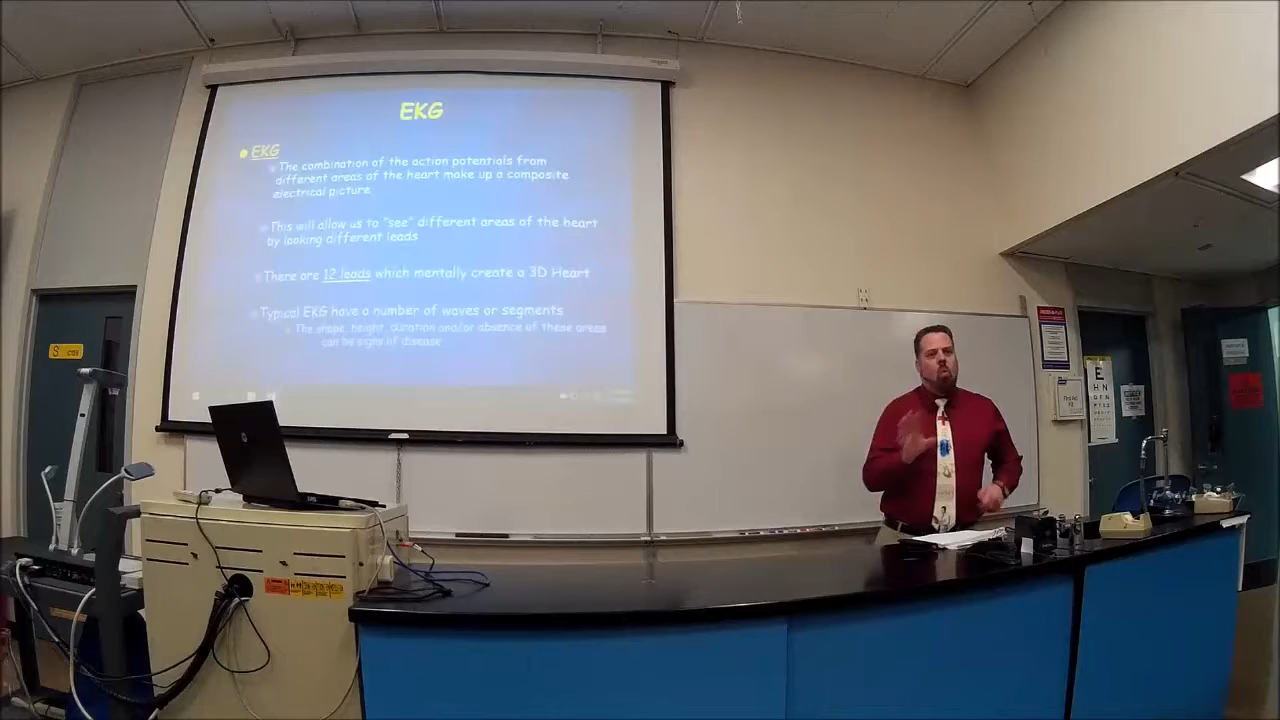 EKG
EKG
The combination of the action potentials from
different areas of the heart make up a composite
electrical picture
This will allow us to "see" different areas of the heart
by looking different leads
There are 12 leads which mentally create a 3D Heart
Typical EKG have a number of waves or segments
The shape, height, duration and/or absence of these areas
can be signs of disease
First Aid
Kit
E